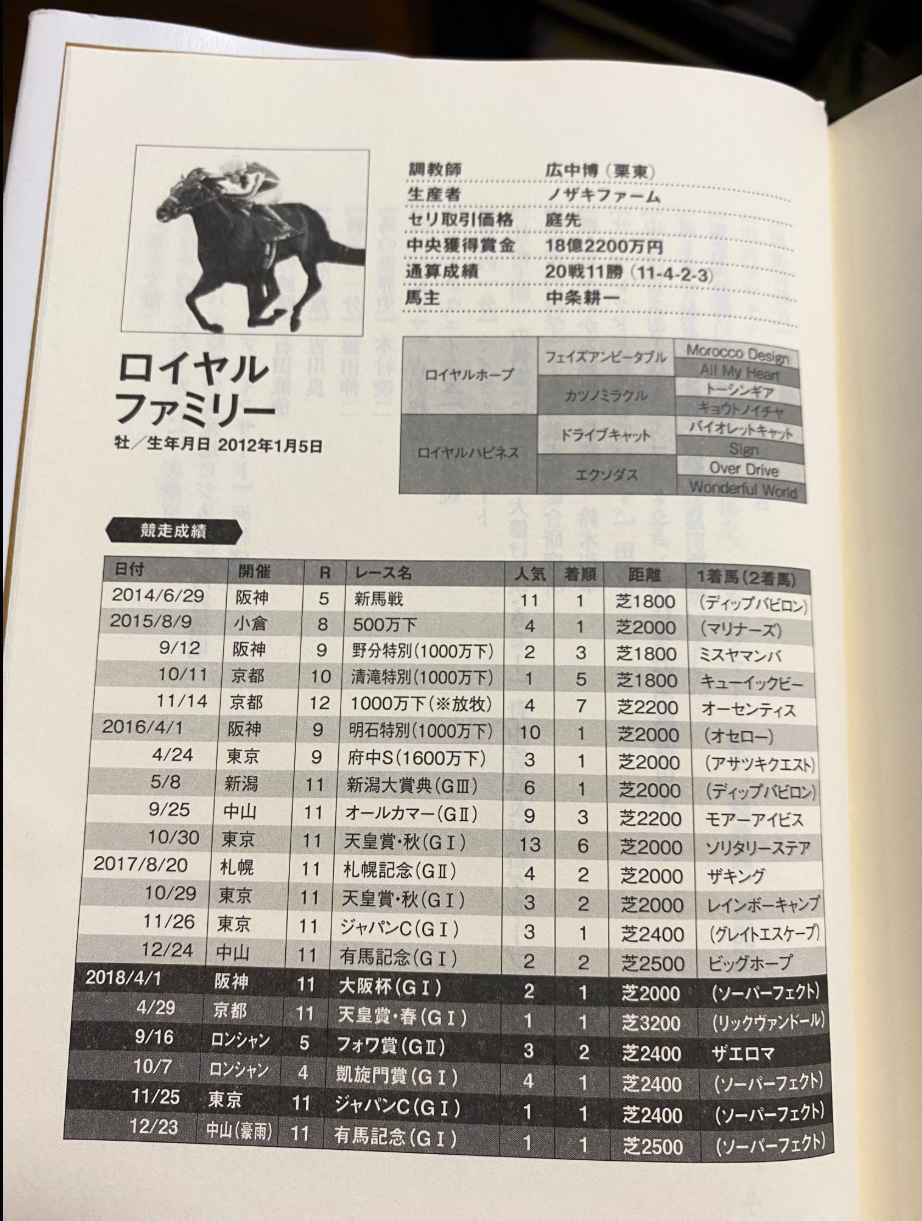 調教師 広中博（栗東）
生産者 ノザキファーム
セリ取引価格 庭先
中央獲得賞金 18億2200万円
通算成績 20戦11勝（11-4-2-3）
馬主 中条耕一
ロイヤル
ファミリー
牡／生年月日 2012年1月5日
ロイヤルホープ フェイズアンビータブル Morocco Design
All My Heart
カツノミラクル トーシンギア
キョウトノイチャ
ロイヤルハピネス ドライブキャット バイオレットキャット
Sign
エクソダス Over Drive
Wonderful World
競走成績
日付 開催 R レース名 人気 着順 距離 1着馬（2着馬）
2014/6/29 阪神 5 新馬戦 11 1 芝1800 （ディップバビロン）
2015/8/9 小倉 8 500万下 4 1 芝2000 （マリナーズ）
9/12 阪神 9 野分特別（1000万下） 2 3 芝1800 ミスヤマンバ
10/11 京都 10 清滝特別（1000万下） 1 5 芝1800 キューイックビー
11/14 京都 12 1000万下（※放牧） 4 7 芝2200 オーセンティス
2016/4/1 阪神 9 明石特別（1000万下） 10 1 芝2000 （オセロー）
4/24 東京 9 府中S（1600万下） 3 1 芝2000 （アサツキクエスト）
5/8 新潟 11 新潟大賞典（GⅢ） 6 1 芝2000 （ディップバビロン）
9/25 中山 11 オールカマー（GⅡ） 9 3 芝2200 モアーアイビス
10/30 東京 11 天皇賞・秋（GⅠ） 13 6 芝2000 ソリタリーステア
2017/8/20 札幌 11 札幌記念（GⅡ） 4 2 芝2000 ザキング
10/29 東京 11 天皇賞・秋（GⅠ） 3 2 芝2000 レインボーキャンプ
11/26 東京 11 ジャパンC（GⅠ） 3 1 芝2400 （グレイトエスケープ）
12/24 中山 11 有馬記念（GⅠ） 2 2 芝2500 ビッグホープ
2018/4/1 阪神 11 大阪杯（GⅠ） 2 1 芝2000 （ソーパーフェクト）
4/29 京都 11 天皇賞・春（GⅠ） 1 1 芝3200 （リックヴァンドール）
9/16 ロンシャン 5 フォワ賞（GⅡ） 3 2 芝2400 ザエロマ
10/7 ロンシャン 4 凱旋門賞（GⅠ） 4 1 芝2400 （ソーパーフェクト）
11/25 東京 11 ジャパンC（GⅠ） 1 1 芝2400 （ソーパーフェクト）
12/23 中山（豪雨） 11 有馬記念（GⅠ） 1 1 芝2500 （ソーパーフェクト）